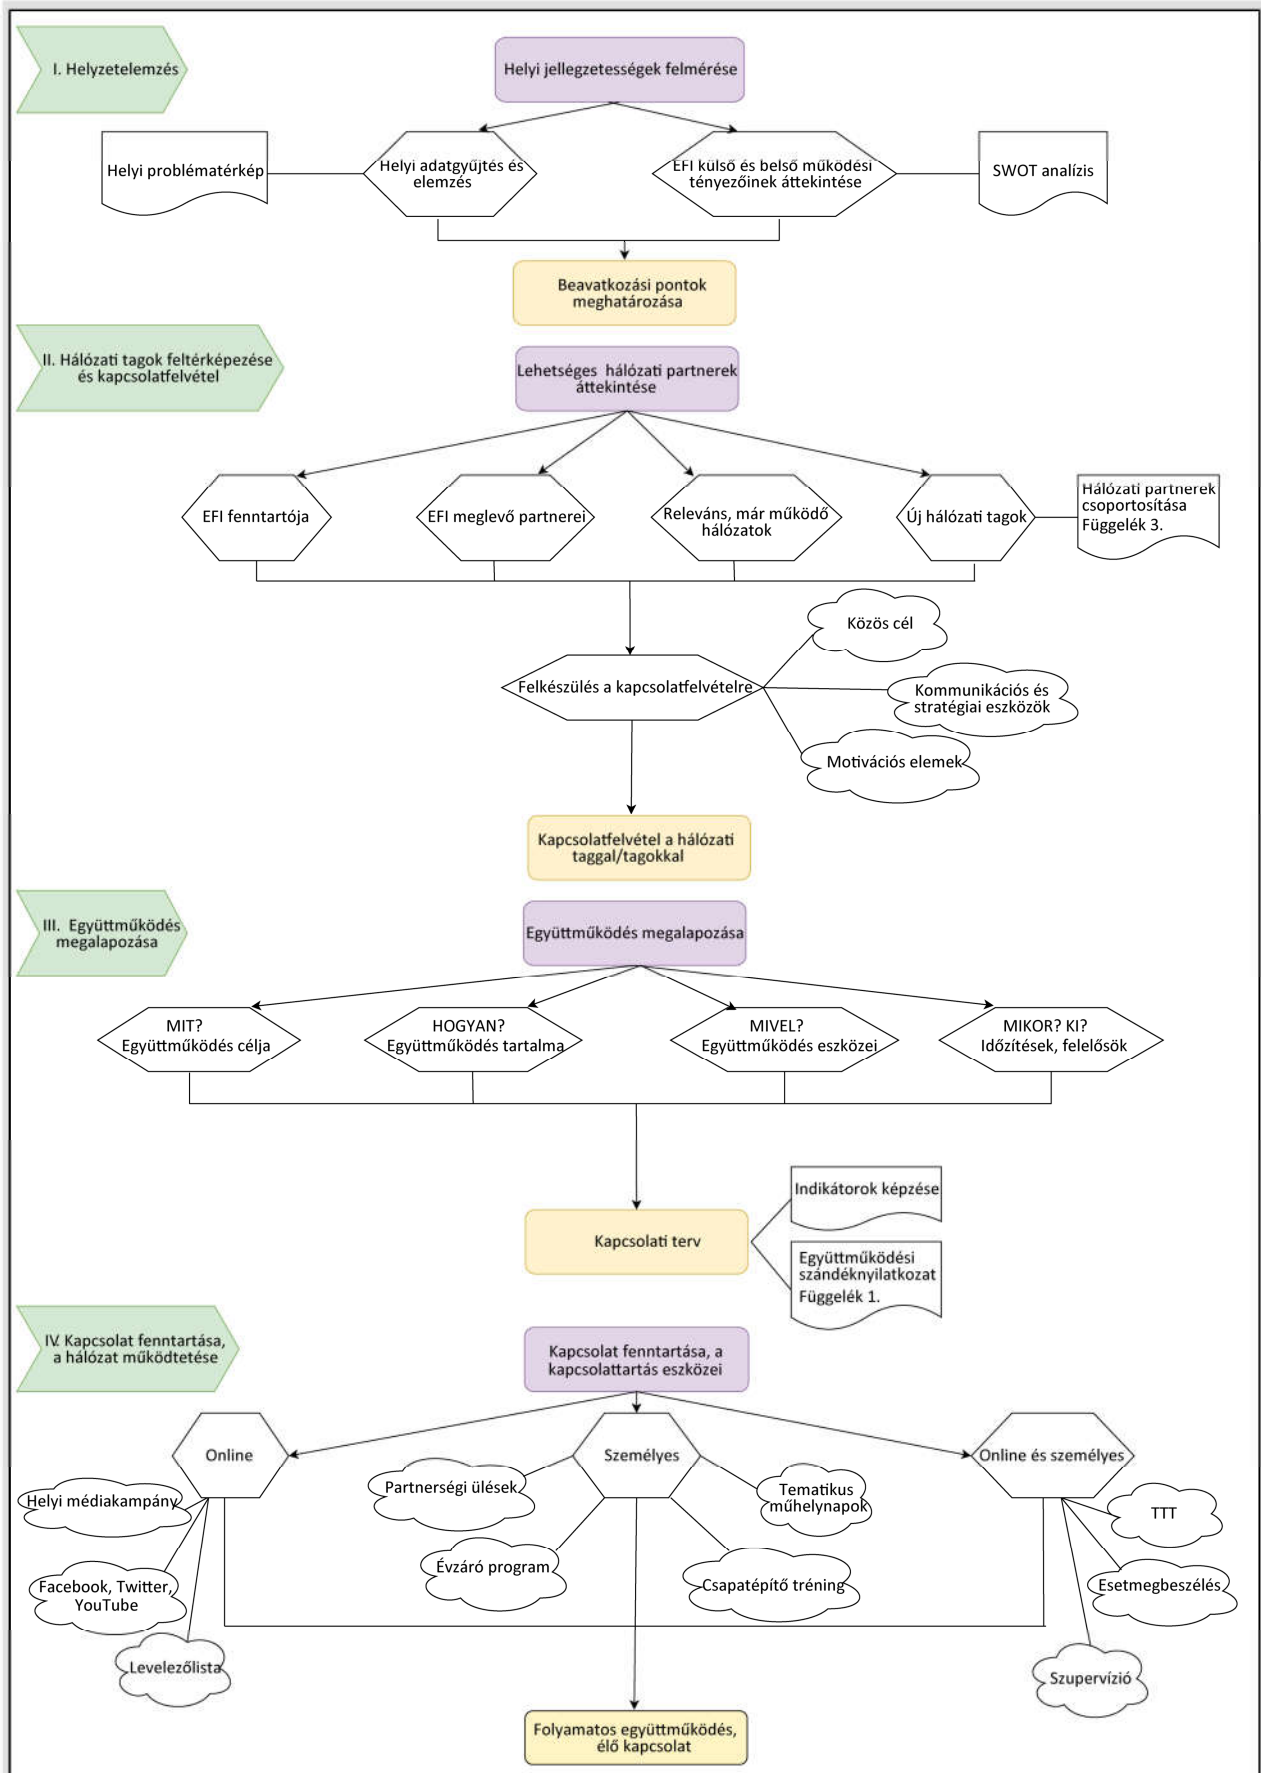 I. Helyzetelemzés
Helyi jellegzetességek felmérése
Helyi problématérkép
Helyi adatgyűjtés és
elemzés
EFI külső és belső működési
tényezőinek áttekintése
SWOT analízis
Beavatkozási pontok
meghatározása
II. Hálózati tagok feltérképezése
és kapcsolatfelvétel
Lehetséges hálózati partnerek
áttekintése
EFI fenntartója
EFI meglevő partnerei
Releváns, már működő
hálózatok
Új hálózati tagok
Hálózati partnerek
csoportosítása
Függelék 3.
Közös cél
Felkészülés a kapcsolatfelvételre
Kommunikációs és
stratégiai eszközök
Motivációs elemek
Kapcsolatfelvétel a hálózati
taggal/tagokkal
III. Együttműködés
megalapozása
Együttműködés megalapozása
MIT?
Együttműködés célja
HOGYAN?
Együttműködés tartalma
MIVEL?
Együttműködés eszközei
MIKOR? KI?
Időzítések, felelősök
Indikátorok képzése
Kapcsolati terv
Együttműködési
szándéknyilatkozat
Függelék 1.
IV. Kapcsolat fenntartása,
a hálózat működtetése
Kapcsolat fenntartása, a
kapcsolattartás eszközei
Online
Személyes
Online és személyes
Helyi médiakampány
Partnerségi ülések
Tematikus
műhelynapok
TTT
Facebook, Twitter,
YouTube
Évzáró program
Csapatépítő tréning
Esetmegbeszélés
Levelezőlista
Szupervízió
Folyamatos együttműködés,
élő kapcsolat